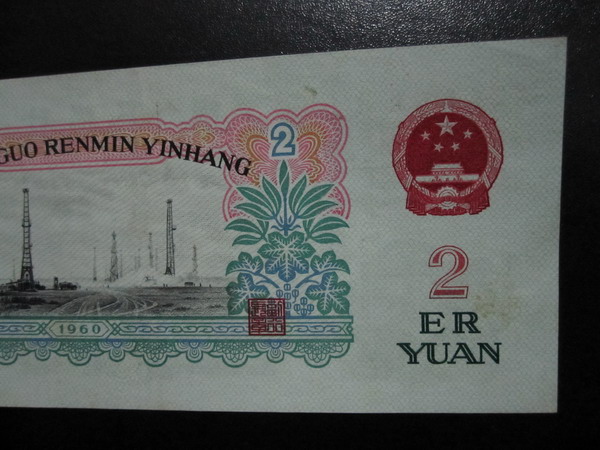 GUO RENMIN YINHANG
2
1960
2
ER
YUAN